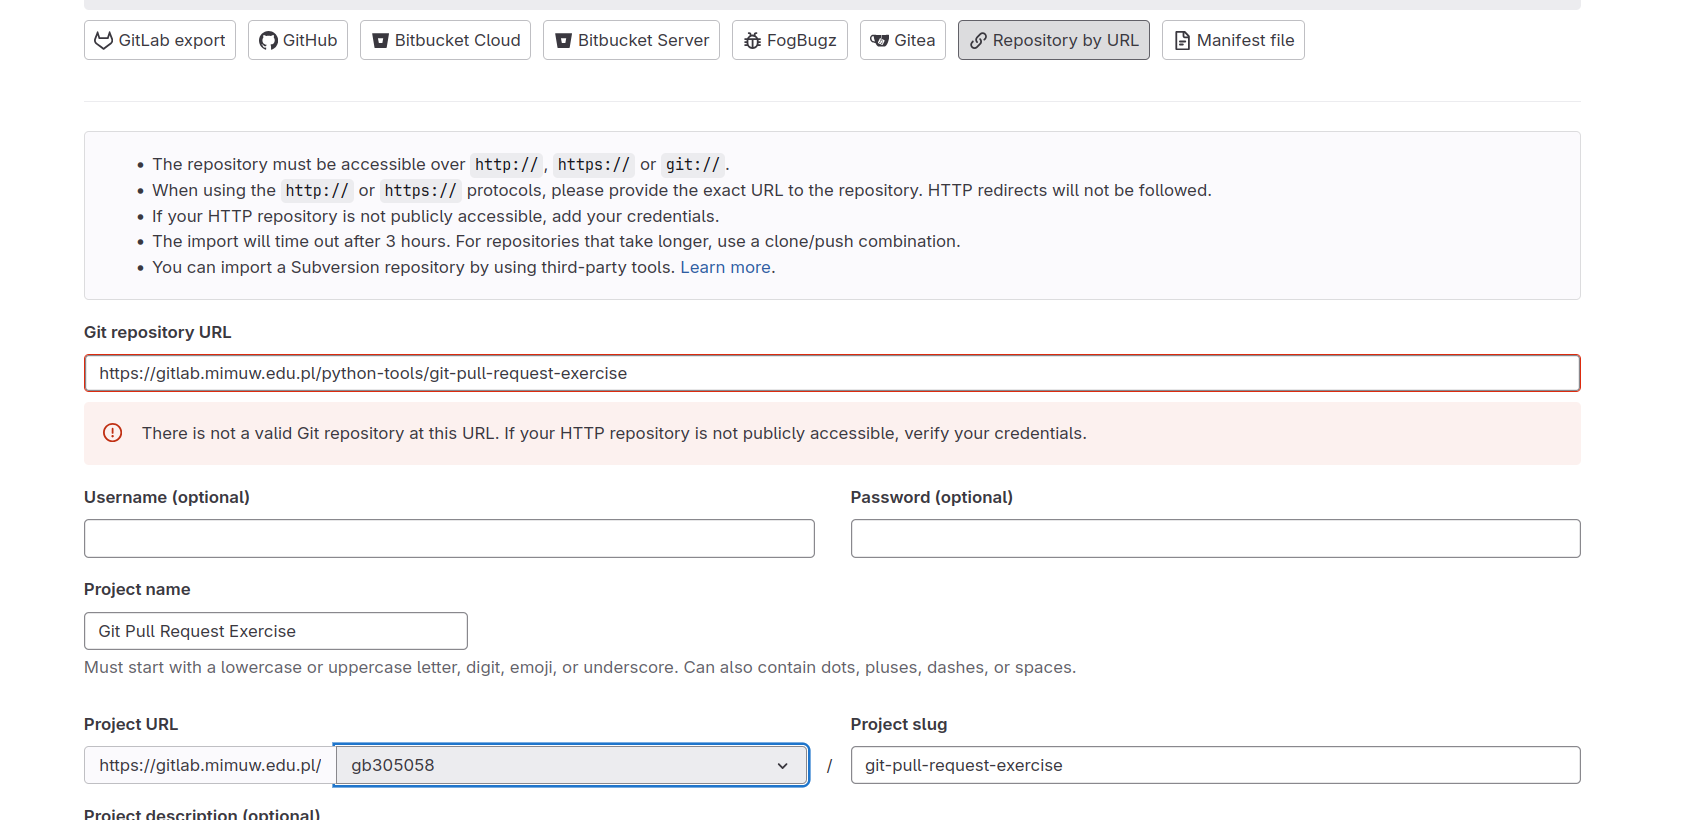 GitLab export GitHub Bitbucket Cloud Bitbucket Server FogBugz Gitea Repository by URL Manifest file
• The repository must be accessible over http://, https:// or git://.
• When using the http:// or https:// protocols, please provide the exact URL to the repository. HTTP redirects will not be followed.
• If your HTTP repository is not publicly accessible, add your credentials.
• The import will time out after 3 hours. For repositories that take longer, use a clone/push combination.
• You can import a Subversion repository by using third-party tools. Learn more.
Git repository URL
https://gitlab.mimuw.edu.pl/python-tools/git-pull-request-exercise
There is not a valid Git repository at this URL. If your HTTP repository is not publicly accessible, verify your credentials.
Username (optional) Password (optional)
Project name
Git Pull Request Exercise
Must start with a lowercase or uppercase letter, digit, emoji, or underscore. Can also contain dots, pluses, dashes, or spaces.
Project URL Project slug
https://gitlab.mimuw.edu.pl/ gb305058 / git-pull-request-exercise
Project description (optional)